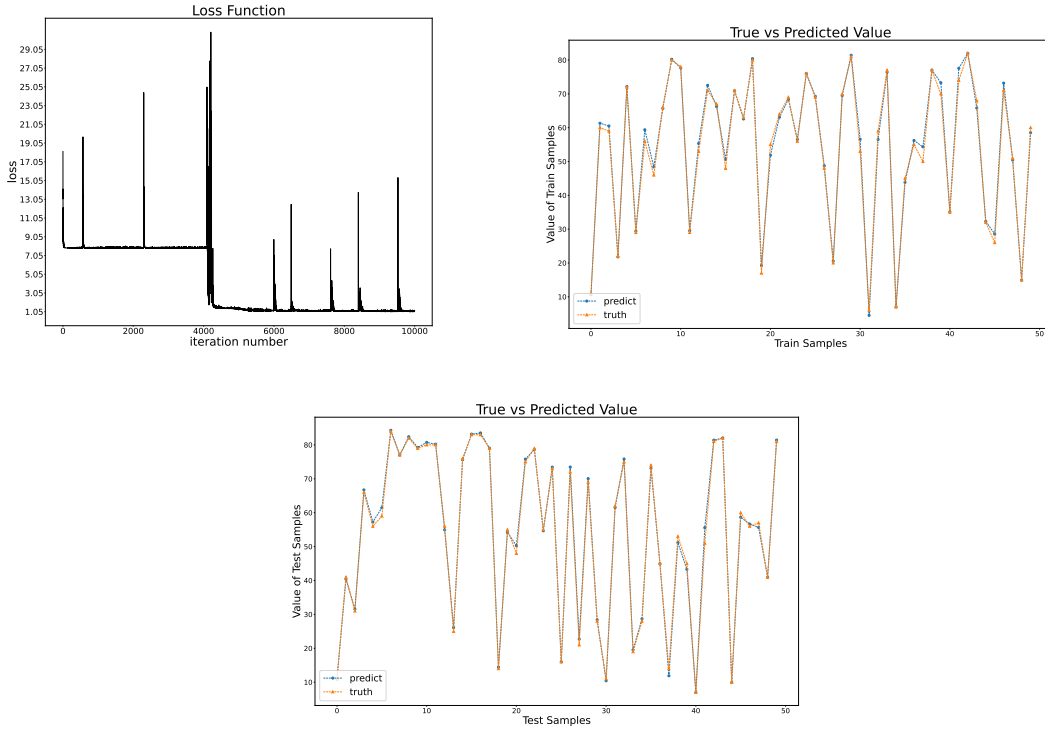 Loss Function
loss
29.05
27.05
25.05
23.05
21.05
19.05
17.05
15.05
13.05
11.05
9.05
7.05
5.05
3.05
1.05
0 2000 4000 6000 8000 10000
iteration number
True vs Predicted Value
Value of Train Samples
80
70
60
50
40
30
20
10
predict
truth
0 10 20 30 40 50
Train Samples
True vs Predicted Value
Value of Test Samples
80
70
60
50
40
30
20
10
predict
truth
0 10 20 30 40 50
Test Samples